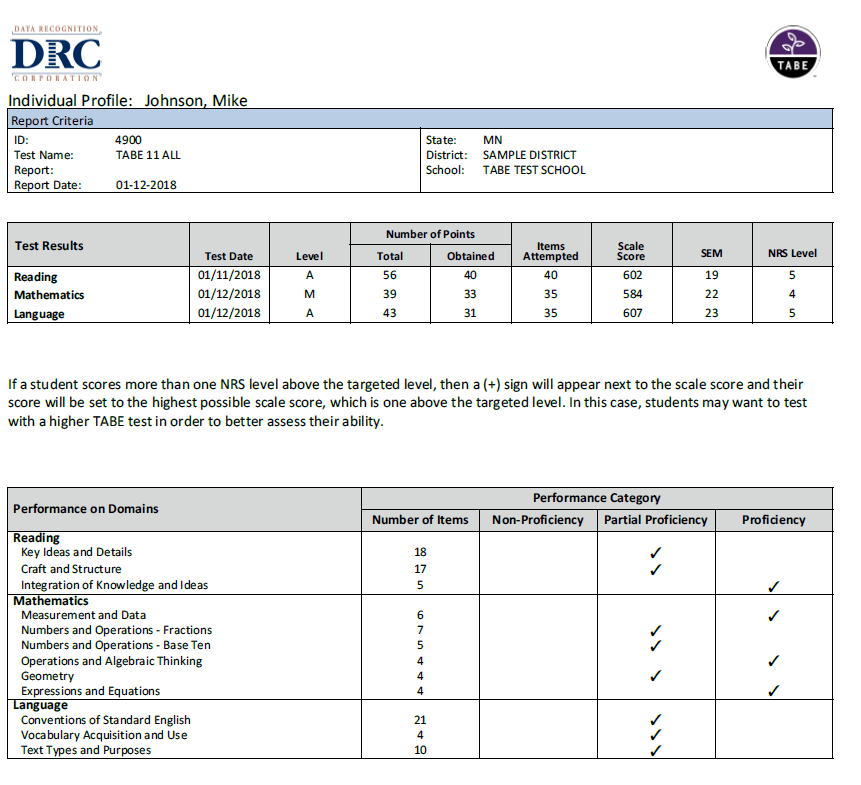 DATA RECOGNITION
DRC
CORPORATION
TABE
Individual Profile: Johnson, Mike
Report Criteria
ID: 4900 State: MN
Test Name: TABE 11 ALL District: SAMPLE DISTRICT
Report: School: TABE TEST SCHOOL
Report Date: 01-12-2018
Number of Points
Test Results Test Date Level Total Obtained Items Attempted Scale Score SEM NRS Level
Reading 01/11/2018 A 56 40 40 602 19 5
Mathematics 01/12/2018 M 39 33 35 584 22 4
Language 01/12/2018 A 43 31 35 607 23 5
If a student scores more than one NRS level above the targeted level, then a (+) sign will appear next to the scale score and their
score will be set to the highest possible scale score, which is one above the targeted level. In this case, students may want to test
with a higher TABE test in order to better assess their ability.
Performance on Domains Performance Category
Number of Items Non-Proficiency Partial Proficiency Proficiency
Reading
Key Ideas and Details 18 ✓
Craft and Structure 17 ✓
Integration of Knowledge and Ideas 5 ✓
Mathematics
Measurement and Data 6 ✓
Numbers and Operations - Fractions 7 ✓
Numbers and Operations - Base Ten 5 ✓
Operations and Algebraic Thinking 4 ✓
Geometry 4 ✓
Expressions and Equations 4 ✓
Language
Conventions of Standard English 21 ✓
Vocabulary Acquisition and Use 4 ✓
Text Types and Purposes 10 ✓